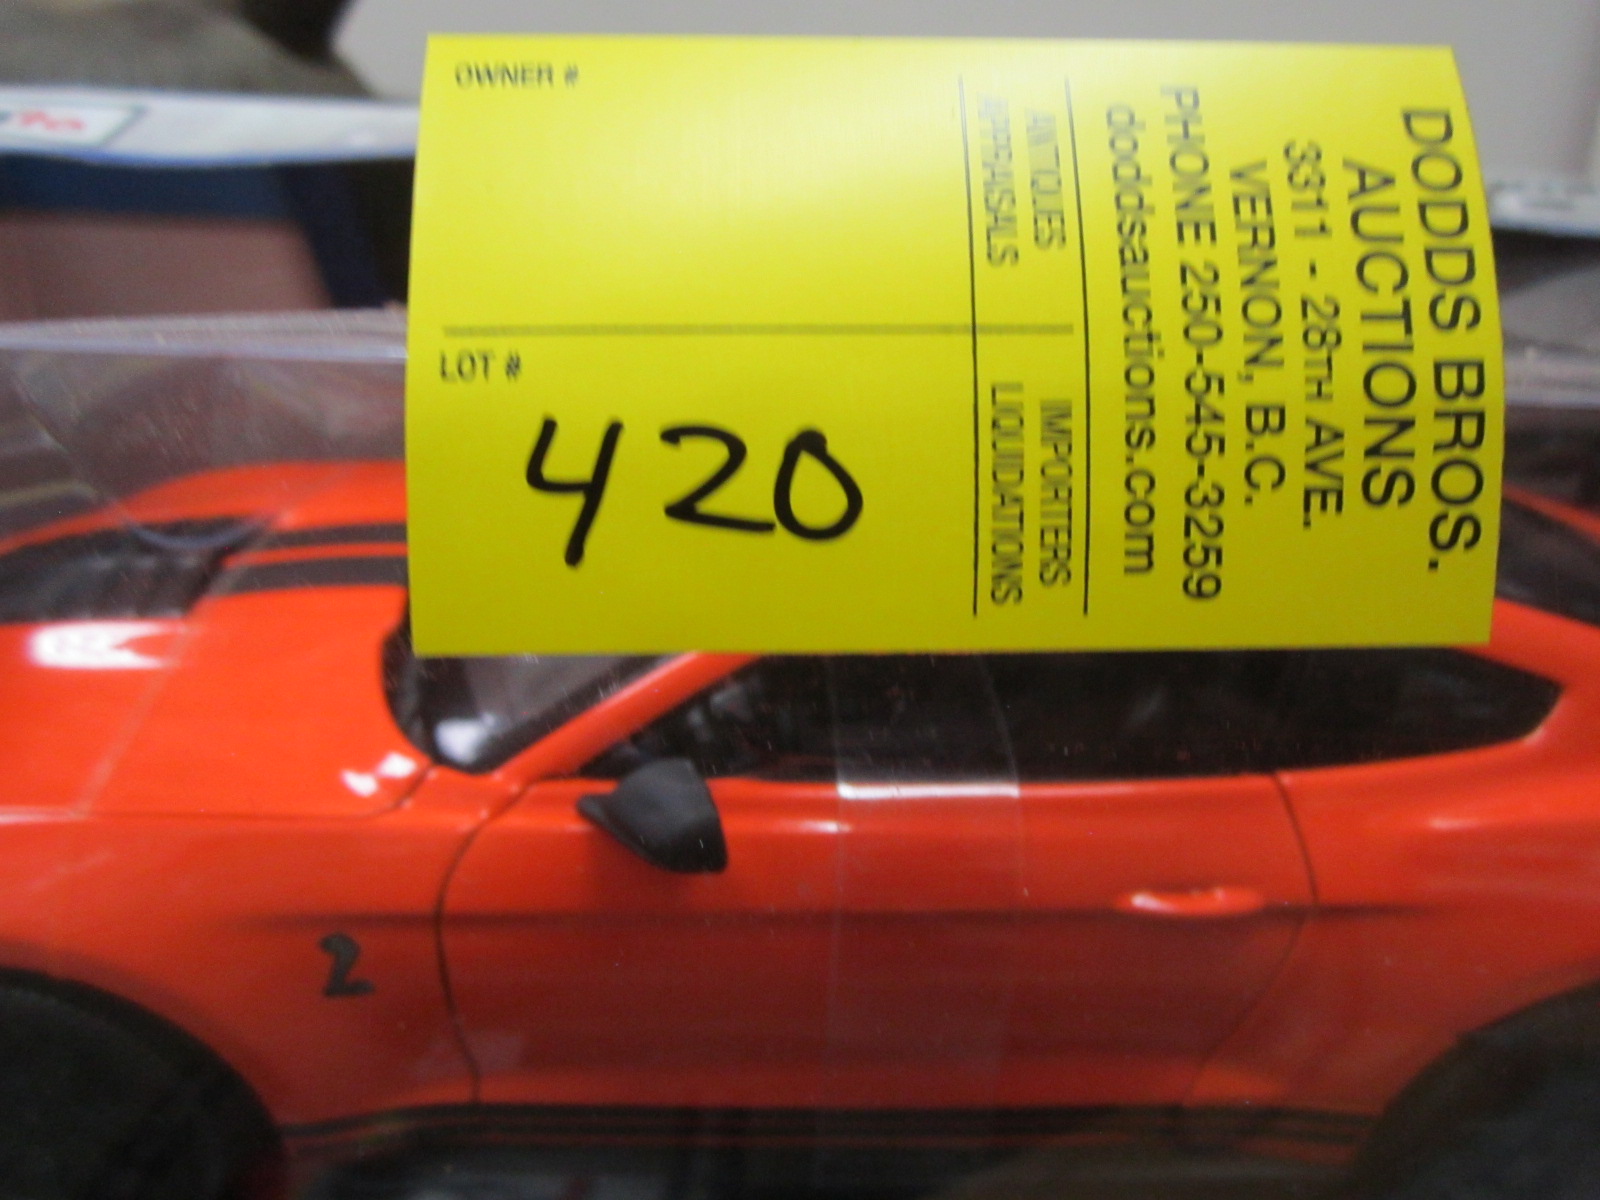 OWNER #
LOT #
420
DODDS BROS.
AUCTIONS
3311 - 28TH AVE.
VERNON, B.C.
PHONE 250-545-3259
doddsauctions.com
ANTIQUES
APPRAISALS
IMPORTERS
LIQUIDATIONS